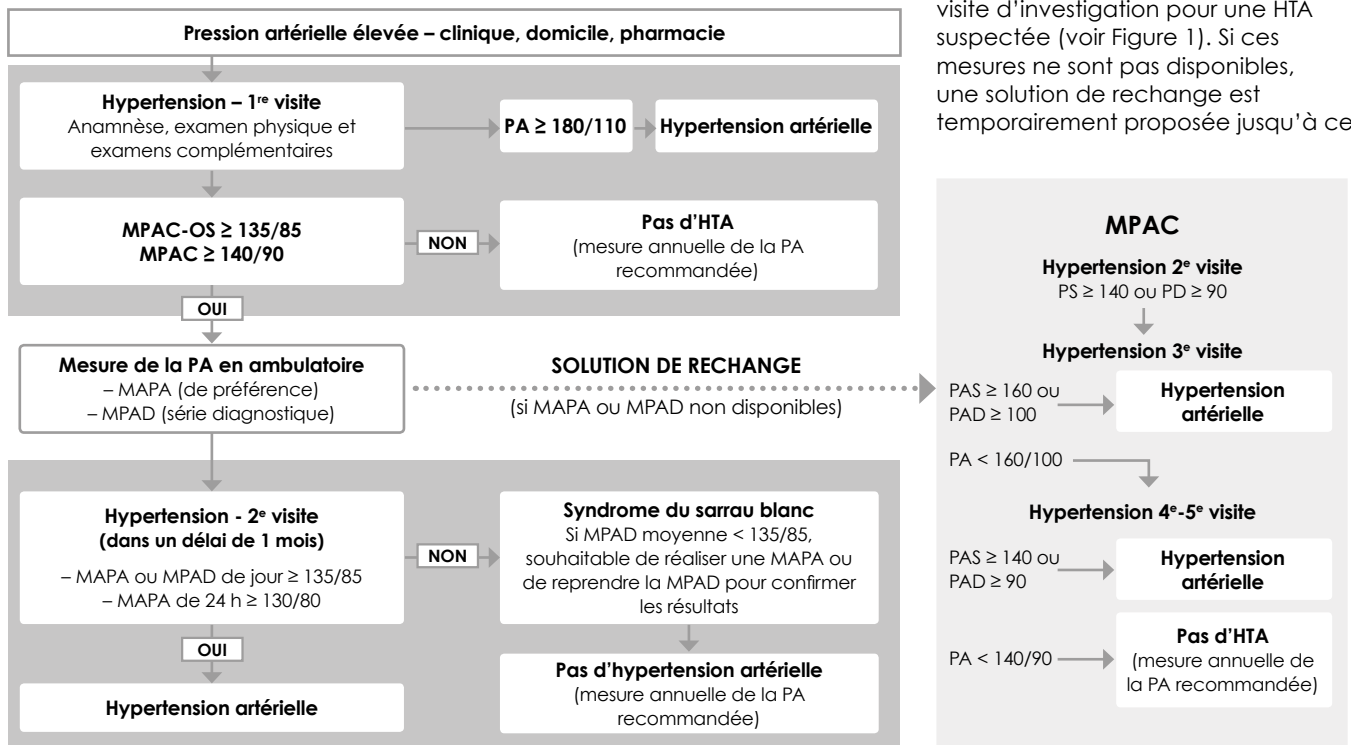 Pression artérielle élevée – clinique, domicile, pharmacie
Hypertension – 1re visite
Anamnèse, examen physique et
examens complémentaires
PA ≥ 180/110
Hypertension artérielle
MPAC-OS ≥ 135/85
MPAC ≥ 140/90
NON
Pas d’HTA
(mesure annuelle de la PA
recommandée)
OUI
Mesure de la PA en ambulatoire
– MAPA (de préférence)
– MPAD (série diagnostique)
SOLUTION DE RECHANGE
(si MAPA ou MPAD non disponibles)
Hypertension - 2e visite
(dans un délai de 1 mois)
– MAPA ou MPAD de jour ≥ 135/85
– MAPA de 24 h ≥ 130/80
NON
Syndrome du sarrau blanc
Si MPAD moyenne < 135/85,
souhaitable de réaliser une MAPA ou
de reprendre la MPAD pour confirmer
les résultats
OUI
Hypertension artérielle
Pas d’hypertension artérielle
(mesure annuelle de la PA
recommandée)
visite d’investigation pour une HTA
suspectée (voir Figure 1). Si ces
mesures ne sont pas disponibles,
une solution de rechange est
temporairement proposée jusqu’à ce
MPAC
Hypertension 2e visite
PS ≥ 140 ou PD ≥ 90
Hypertension 3e visite
PAS ≥ 160 ou
PAD ≥ 100
Hypertension
artérielle
PA < 160/100
Hypertension 4e-5e visite
PAS ≥ 140 ou
PAD ≥ 90
Hypertension
artérielle
PA < 140/90
Pas d’HTA
(mesure annuelle de
la PA recommandée)